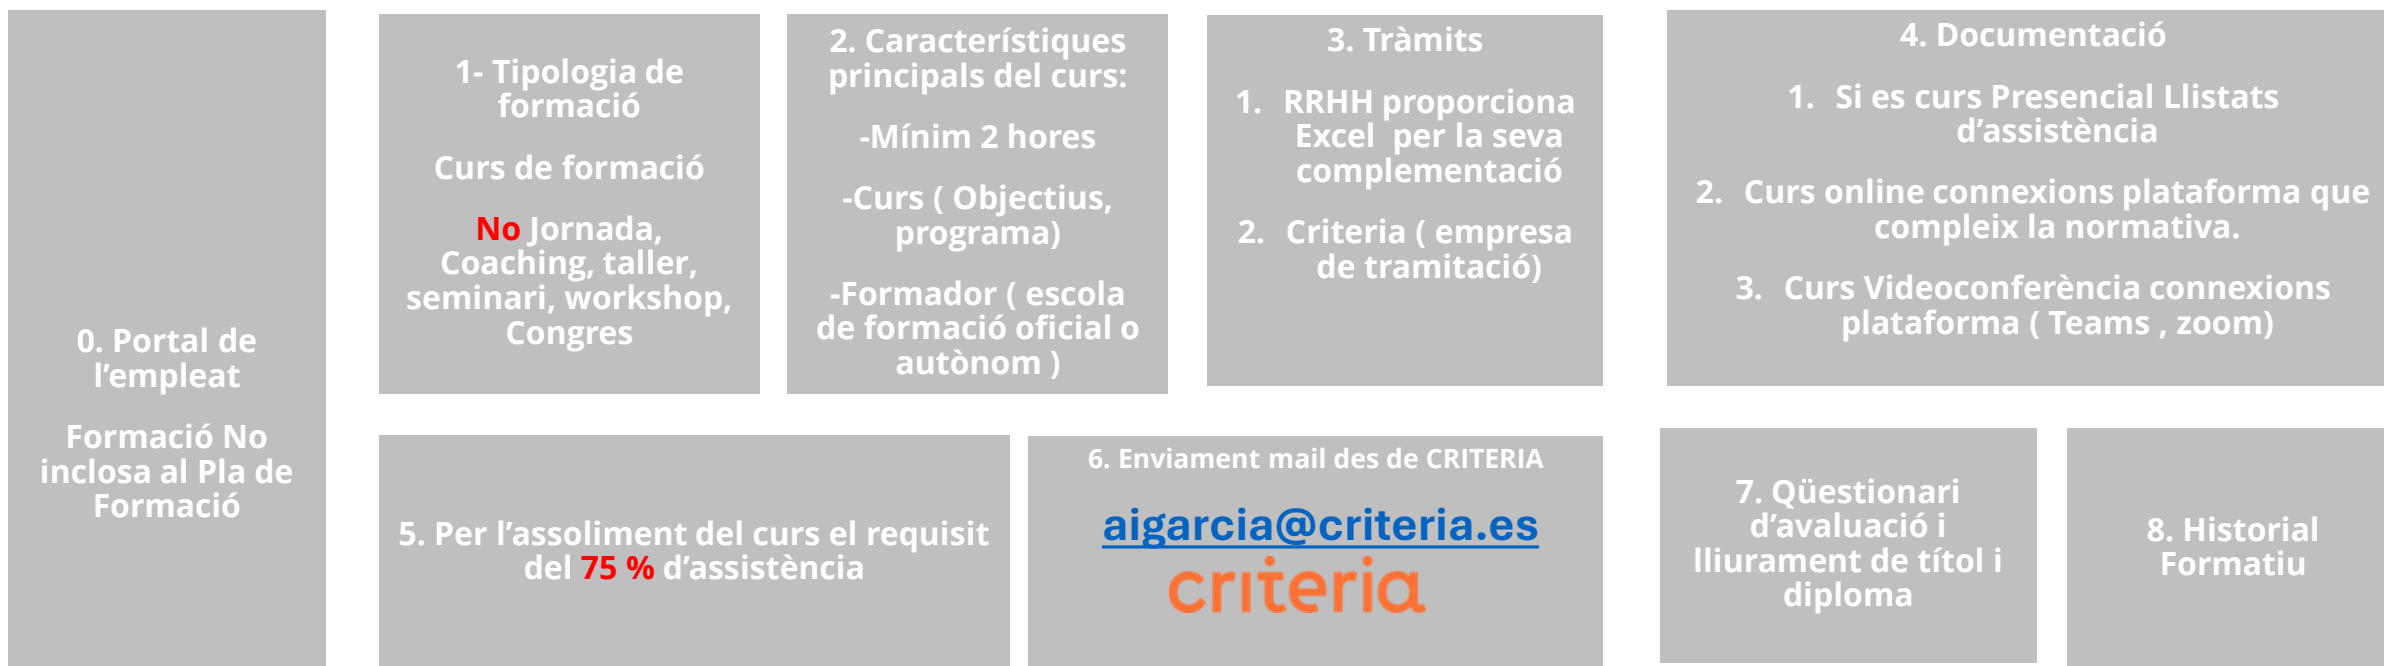 0. Portal de
l’empleat
Formació No
inclosa al Pla de
Formació
1- Tipologia de
formació
Curs de formació
No Jornada,
Coaching, taller,
seminari, workshop,
Congres
2. Característiques
principals del curs:
-Mínim 2 hores
-Curs ( Objectius,
programa)
-Formador ( escola
de formació oficial o
autònom )
3. Tràmits
1. RRHH proporciona
Excel  per la seva
complementació
2. Criteria ( empresa
de tramitació)
4. Documentació
1. Si es curs Presencial Llistats
d’assistència
2. Curs online connexions plataforma que
compleix la normativa.
3. Curs Videoconferència connexions
plataforma ( Teams , zoom)
5. Per l’assoliment del curs el requisit
del 75 % d’assistència
6. Enviament mail des de CRITERIA
aigarcia@criteria.es
criteria
7. Qüestionari
d’avaluació i
lliurament de títol i
diploma
8. Historial
Formatiu